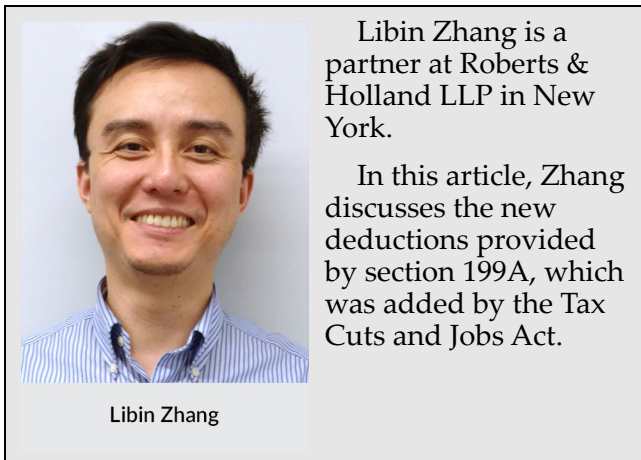 Libin Zhang is a
partner at Roberts &
Holland LLP in New
York.
In this article, Zhang
discusses the new
deductions provided
by section 199A, which
was added by the Tax
Cuts and Jobs Act.
Libin Zhang